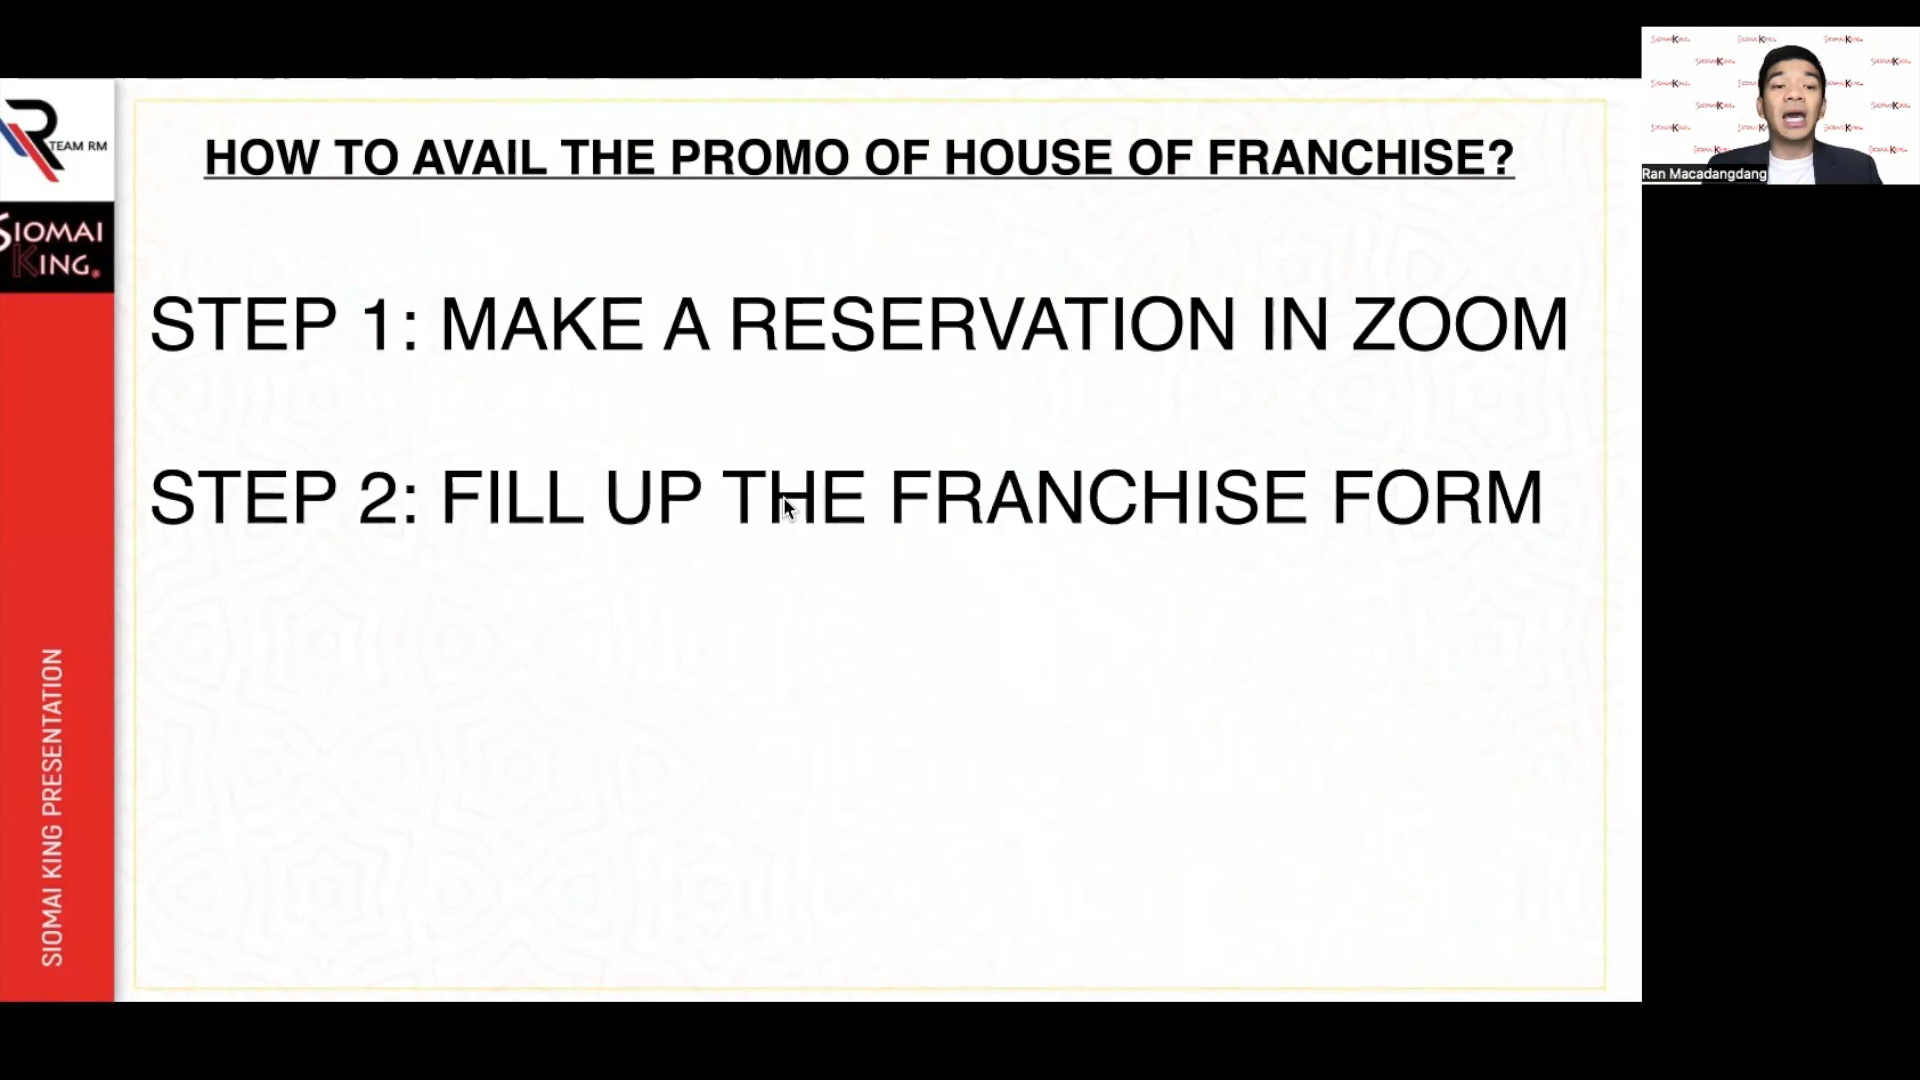 TEAM RM
SIOMAI
KING®
SIOMAI KING PRESENTATION
HOW TO AVAIL THE PROMO OF HOUSE OF FRANCHISE?
STEP 1: MAKE A RESERVATION IN ZOOM
STEP 2: FILL UP THE FRANCHISE FORM
Ran Macadangdang